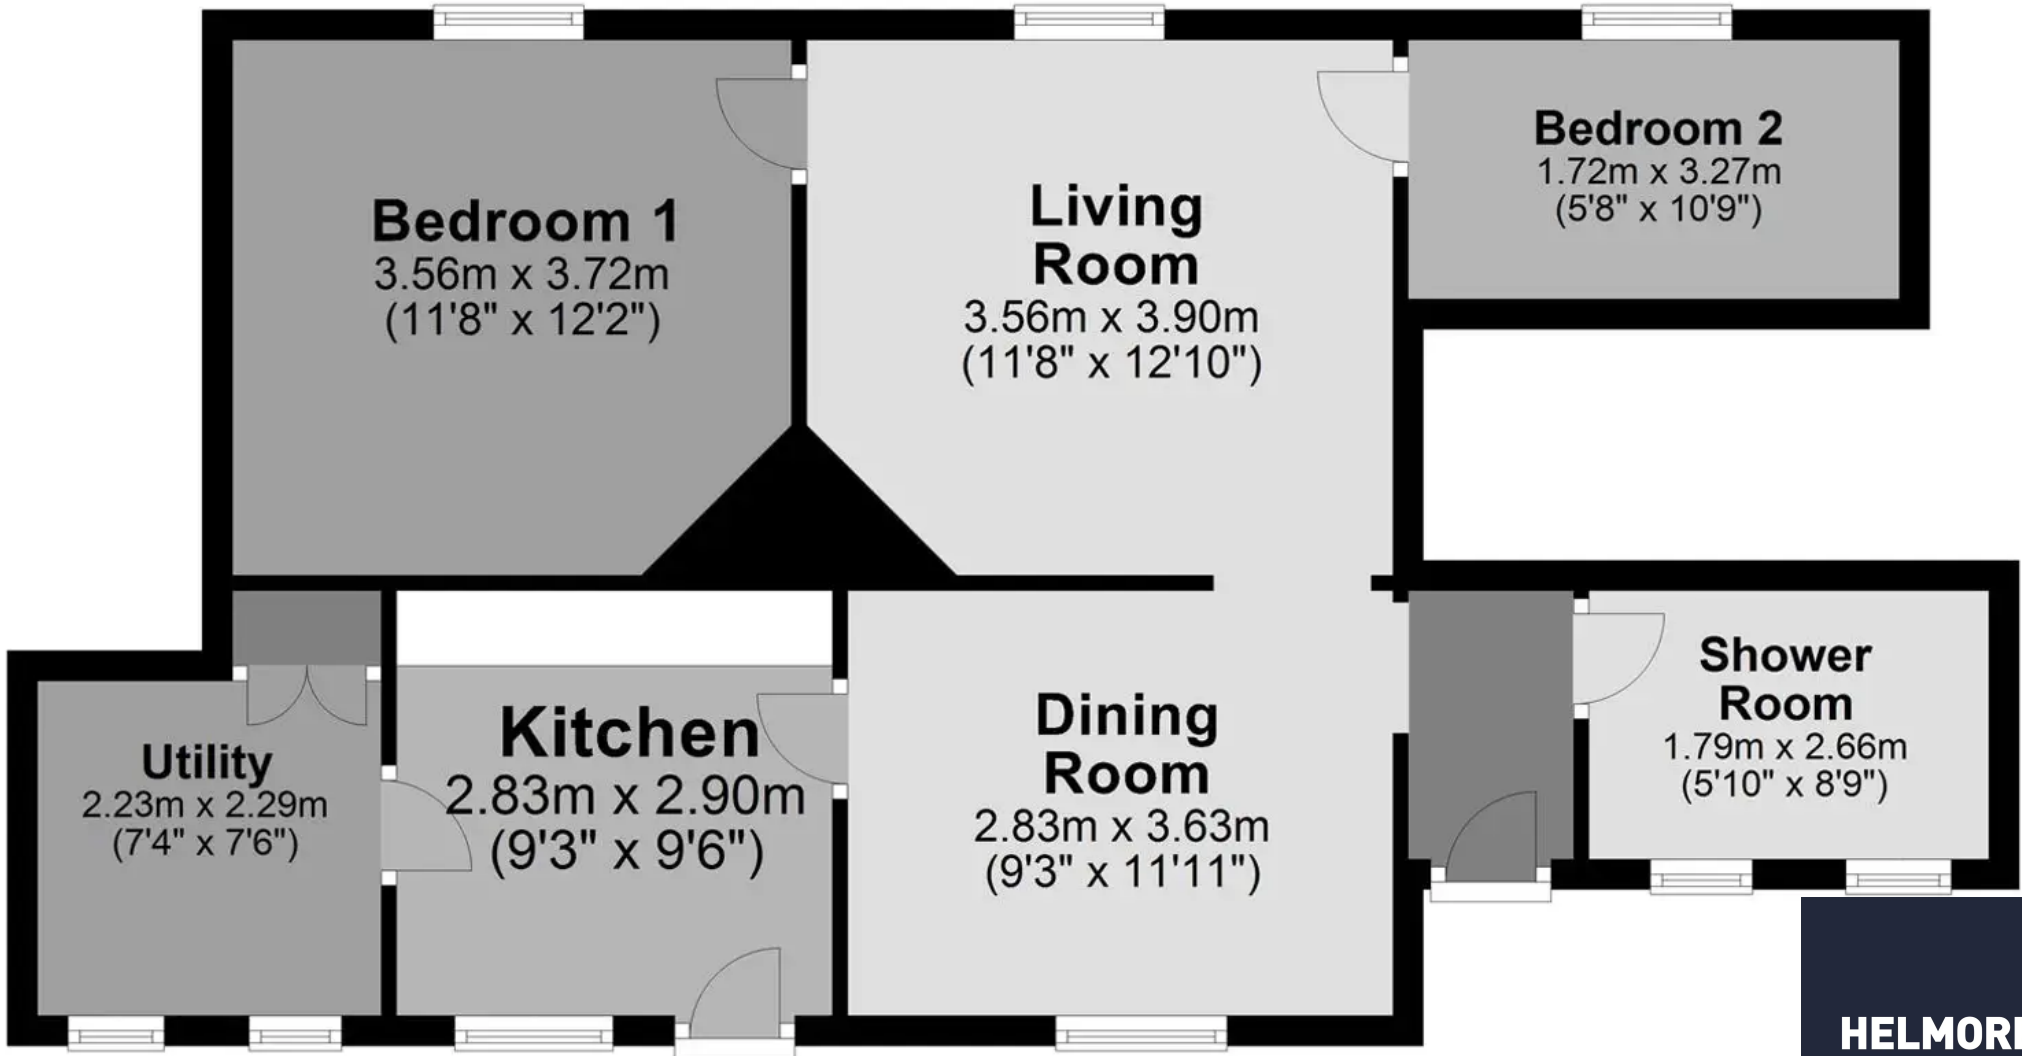 Bedroom 1
3.56m x 3.72m
(11'8" x 12'2")
Living
Room
3.56m x 3.90m
(11'8" x 12'10")
Bedroom 2
1.72m x 3.27m
(5'8" x 10'9")
Utility
2.23m x 2.29m
(7'4" x 7'6")
Kitchen
2.83m x 2.90m
(9'3" x 9'6")
Dining
Room
2.83m x 3.63m
(9'3" x 11'11")
Shower
Room
1.79m x 2.66m
(5'10" x 8'9")